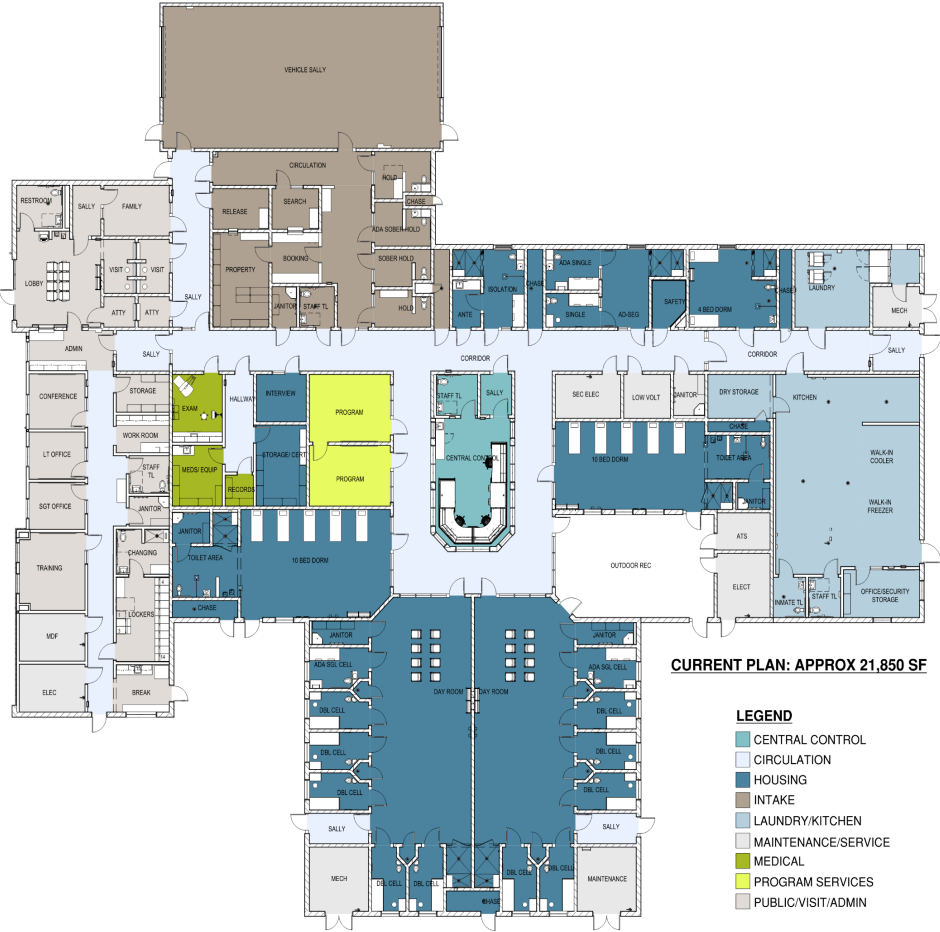 VEHICLE SALLY
CIRCULATION
HOLD
RESTROOM
SALLY
FAMILY
RELEASE
SEARCH
CHASE
ADA SOBER HOLD
LOBBY
VISIT
VISIT
PROPERTY
BOOKING
SOBER HOLD
ISOLATION
CHASE
ADA SINGLE
SALLY
JANITOR
STAFF TL
HOLD
ANTE
SINGLE
AD-SEG
SAFETY
4 BED DORM
CHASE
LAUNDRY
MECH
ATTY
ATTY
ADMIN
SALLY
CORRIDOR
CORRIDOR
SALLY
CONFERENCE
STORAGE
EXAM
HALLWAY
INTERVIEW
PROGRAM
STAFF TL
SALLY
SEC ELEC
LOW VOLT
JANITOR
DRY STORAGE
KITCHEN
CHASE
LT OFFICE
WORK ROOM
STORAGE/ CERT
CENTRAL CONTROL
10 BED DORM
TOILET AREA
WALK-IN
COOLER
STAFF
TL
MEDS/ EQUIP
PROGRAM
RECORDS
JANITOR
SGT OFFICE
JANITOR
WALK-IN
FREEZER
JANITOR
ATS
CHANGING
TOILET AREA
10 BED DORM
OUTDOOR REC
TRAINING
ELECT
INMATE TL
STAFF TL
OFFICE/SECURITY
STORAGE
CHASE
LOCKERS
MDF
JANITOR
JANITOR
ADA SGL CELL
ADA SGL CELL
CURRENT PLAN: APPROX 21,850 SF
ELEC
BREAK
DAY ROOM
DAY ROOM
DBL CELL
DBL CELL
DBL CELL
DBL CELL
DBL CELL
DBL CELL
SALLY
SALLY
MECH
DBL CELL
DBL CELL
DBL CELL
DBL CELL
MAINTENANCE
CHASE
LEGEND
CENTRAL CONTROL
CIRCULATION
HOUSING
INTAKE
LAUNDRY/KITCHEN
MAINTENANCE/SERVICE
MEDICAL
PROGRAM SERVICES
PUBLIC/VISIT/ADMIN